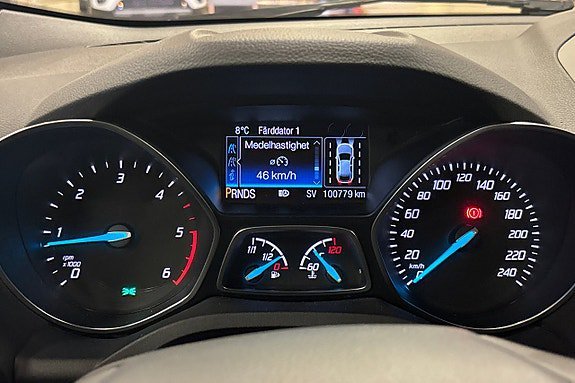 8°C Färddator 1
Medelhastighet
ø
46 km/h
PRNDS SV 100779 km
0 1 2 3 4 5 6
rpm
x 1000
1/1 1/2 0
60 120
0 20 40 60 80 100 120 140 160 180 200 220 240
km/h